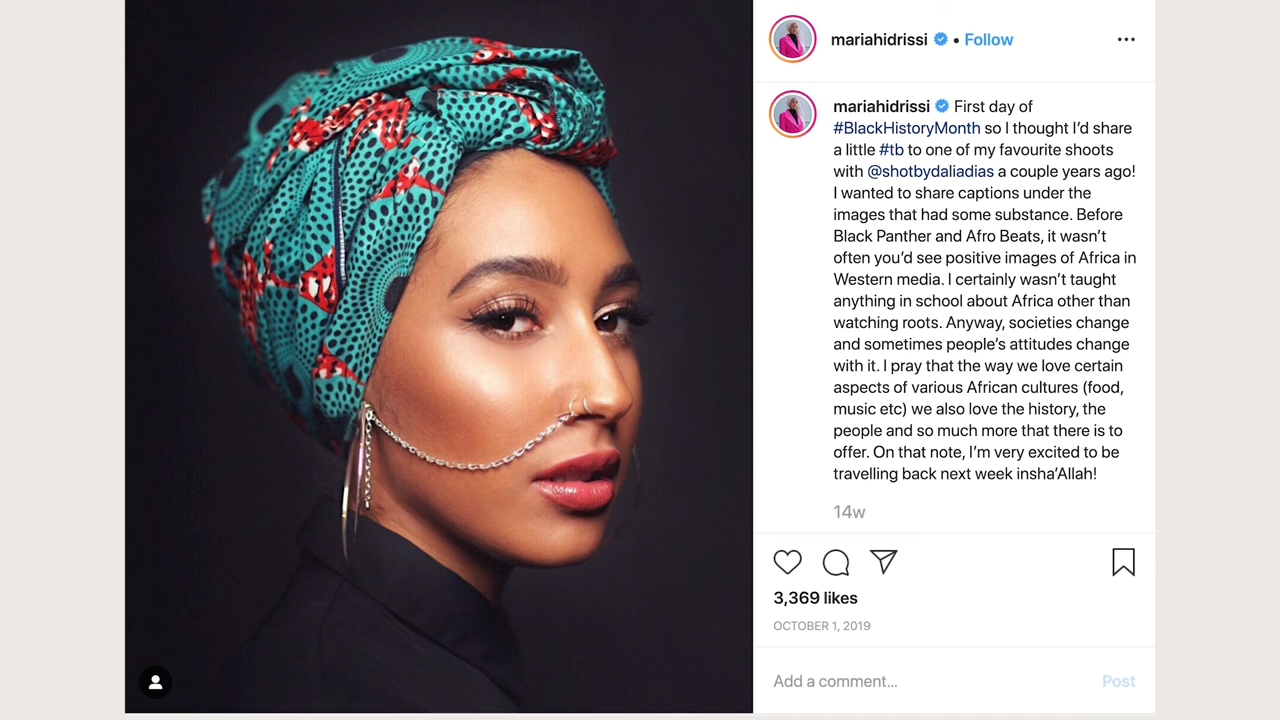 mariahidrissi • Follow
mariahidrissi First day of
#BlackHistoryMonth so I thought I’d share
a little #tb to one of my favourite shoots
with @shotbydaliadias a couple years ago!
I wanted to share captions under the
images that had some substance. Before
Black Panther and Afro Beats, it wasn’t
often you’d see positive images of Africa in
Western media. I certainly wasn’t taught
anything in school about Africa other than
watching roots. Anyway, societies change
and sometimes people’s attitudes change
with it. I pray that the way we love certain
aspects of various African cultures (food,
music etc) we also love the history, the
people and so much more that there is to
offer. On that note, I’m very excited to be
travelling back next week insha’Allah!
14w
3,369 likes
OCTOBER 1, 2019
Add a comment... Post